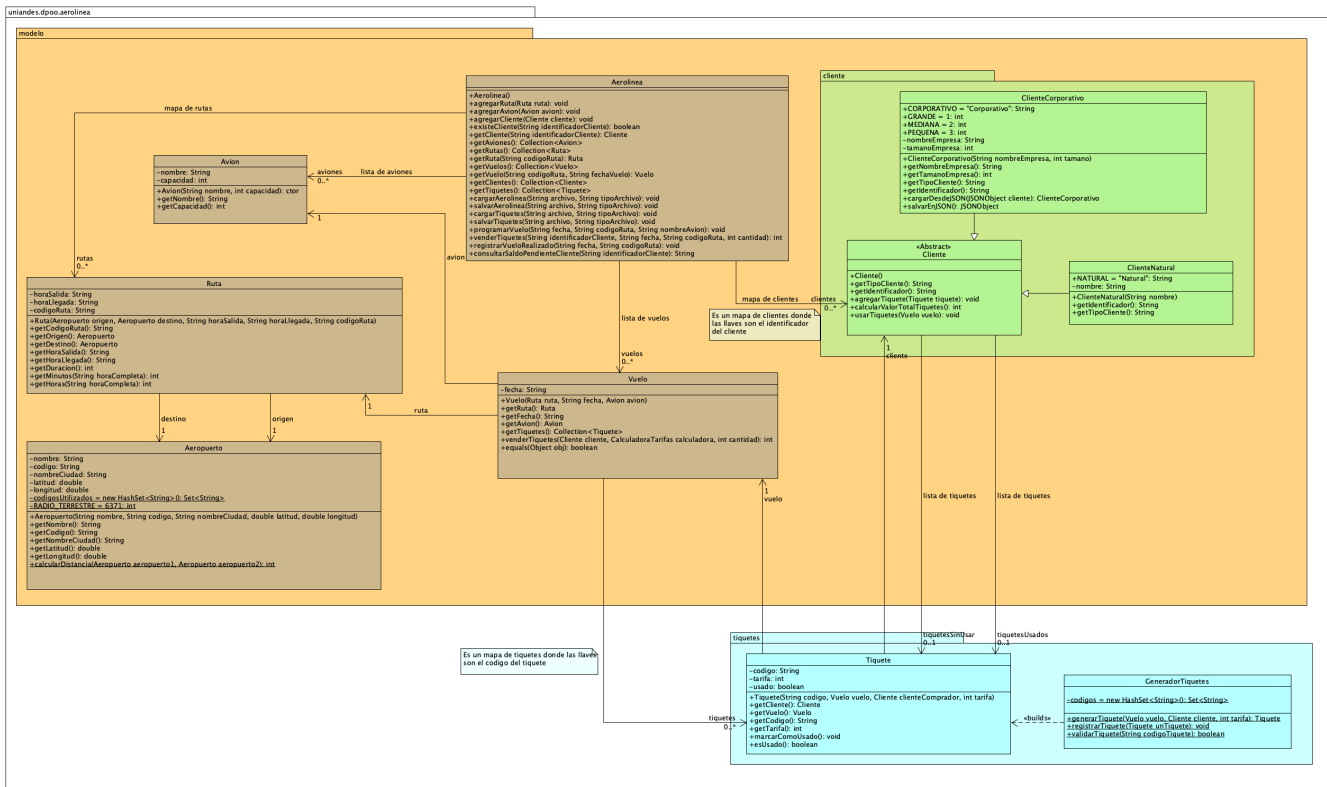 uniandes.dpoo.aerolinea
modelo
Aerolinea
+Aerolinea()
+agregarRuta(Ruta ruta): void
+agregarAvion(Avion avion): void
+agregarCliente(Cliente cliente): void
+existeCliente(String identificadorCliente): boolean
+getCliente(String identificadorCliente): Cliente
+getAviones(): Collection<Avion>
+getRutas(): Collection<Ruta>
+getRuta(String codigoRuta): Ruta
+getVuelos(): Collection<Vuelo>
+getVuelo(String codigoRuta, String fechaVuelo): Vuelo
+getClientes(): Collection<Cliente>
+getTiquetes(): Collection<Tiquete>
+cargarAerolinea(String archivo, String tipoArchivo): void
+salvarAerolinea(String archivo, String tipoArchivo): void
+cargarTiquetes(String archivo, String tipoArchivo): void
+salvarTiquetes(String archivo, String tipoArchivo): void
+programarVuelo(String fecha, String codigoRuta, String nombreAvion): void
+venderTiquetes(String identificadorCliente, String fecha, String codigoRuta, int cantidad): int
+registrarVueloRealizado(String fecha, String codigoRuta): void
+consultarSaldoPendienteCliente(String identificadorCliente): String
mapa de rutas
Avion
-nombre: String
-capacidad: int
+Avion(String nombre, int capacidad): ctor
+getNombre(): String
+getCapacidad(): int
aviones
0..*
lista de aviones
1
avion
rutas
0..*
Ruta
-horaSalida: String
-horaLlegada: String
-codigoRuta: String
+Ruta(Aeropuerto origen, Aeropuerto destino, String horaSalida, String horaLlegada, String codigoRuta)
+getCodigoRuta(): String
+getOrigen(): Aeropuerto
+getDestino(): Aeropuerto
+getHoraSalida(): String
+getHoraLlegada(): String
+getDuracion(): int
+getMinutos(String horaCompleta): int
+getHoras(String horaCompleta): int
destino
1
origen
1
1
ruta
Aeropuerto
-nombre: String
-codigo: String
-nombreCiudad: String
-latitud: double
-longitud: double
-codigosUtilizados = new HashSet<String>(): Set<String>
-RADIO_TERRESTRE = 6371: int
+Aeropuerto(String nombre, String codigo, String nombreCiudad, double latitud, double longitud)
+getNombre(): String
+getCodigo(): String
+getNombreCiudad(): String
+getLatitud(): double
+getLongitud(): double
+calcularDistancia(Aeropuerto aeropuerto1, Aeropuerto aeropuerto2): int
lista de vuelos
vuelos
0..*
Vuelo
-fecha: String
+Vuelo(Ruta ruta, String fecha, Avion avion)
+getRuta(): Ruta
+getFecha(): String
+getAvion(): Avion
+getTiquetes(): Collection<Tiquete>
+venderTiquetes(Cliente cliente, CalculadoraTarifas calculadora, int cantidad): int
+equals(Object obj): boolean
1
vuelo
mapa de clientes
clientes
0..*
Es un mapa de clientes donde
las llaves son el identificador
del cliente
cliente
ClienteCorporativo
+CORPORATIVO = "Corporativo": String
+GRANDE = 1: int
+MEDIANA = 2: int
+PEQUENA = 3: int
-nombreEmpresa: String
-tamanoEmpresa: int
+ClienteCorporativo(String nombreEmpresa, int tamano)
+getNombreEmpresa(): String
+getTamanoEmpresa(): int
+getTipoCliente(): String
+getIdentificador(): String
+cargarDesdeJSON(JSONObject cliente): ClienteCorporativo
+salvarEnJSON(): JSONObject
«Abstract»
Cliente
+Cliente()
+getTipoCliente(): String
+getIdentificador(): String
+agregarTiquete(Tiquete tiquete): void
+calcularValorTotalTiquetes(): int
+usarTiquetes(Vuelo vuelo): void
ClienteNatural
+NATURAL = "Natural": String
-nombre: String
+ClienteNatural(String nombre)
+getIdentificador(): String
+getTipoCliente(): String
1
cliente
lista de tiquetes
lista de tiquetes
tiquetesSinUsar
0..1
tiquetesUsados
0..1
Es un mapa de tiquetes donde las llaves
son el codigo del tiquete
tiquetes
0..*
tiquetes
Tiquete
-codigo: String
-tarifa: int
-usado: boolean
+Tiquete(String codigo, Vuelo vuelo, Cliente clienteComprador, int tarifa)
+getCliente(): Cliente
+getVuelo(): Vuelo
+getCodigo(): String
+getTarifa(): int
+marcarComoUsado(): void
+esUsado(): boolean
«builds»
GeneradorTiquetes
-codigos = new HashSet<String>(): Set<String>
+generarTiquete(Vuelo vuelo, Cliente cliente, int tarifa): Tiquete
+registrarTiquete(Tiquete unTiquete): void
+validarTiquete(String codigoTiquete): boolean